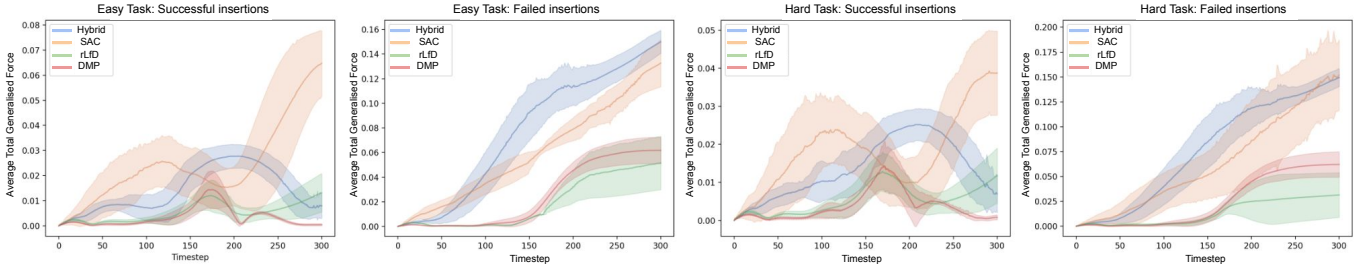 Easy Task: Successful insertions
Average Total Generalised Force
0.08
0.07
0.06
0.05
0.04
0.03
0.02
0.01
0.00
Hybrid
SAC
rLfD
DMP
0 50 100 150 200 250 300
Timestep
Easy Task: Failed insertions
Average Total Generalised Force
0.16
0.14
0.12
0.10
0.08
0.06
0.04
0.02
0.00
Hybrid
SAC
rLfD
DMP
0 50 100 150 200 250 300
Timestep
Hard Task: Successful insertions
Average Total Generalised Force
0.05
0.04
0.03
0.02
0.01
0.00
Hybrid
SAC
rLfD
DMP
0 50 100 150 200 250 300
Timestep
Hard Task: Failed insertions
Average Total Generalised Force
0.200
0.175
0.150
0.125
0.100
0.075
0.050
0.025
0.000
Hybrid
SAC
rLfD
DMP
0 50 100 150 200 250 300
Timestep